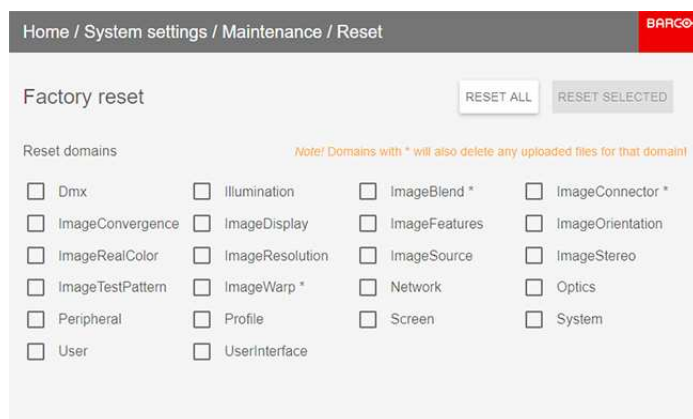 Home / System settings / Maintenance / Reset
BARCO
Factory reset
RESET ALL
RESET SELECTED
Reset domains
Note! Domains with * will also delete any uploaded files for that domain!
Dmx Illumination ImageBlend * ImageConnector *
ImageConvergence ImageDisplay ImageFeatures ImageOrientation
ImageRealColor ImageResolution ImageSource ImageStereo
ImageTestPattern ImageWarp * Network Optics
Peripheral Profile Screen System
User UserInterface